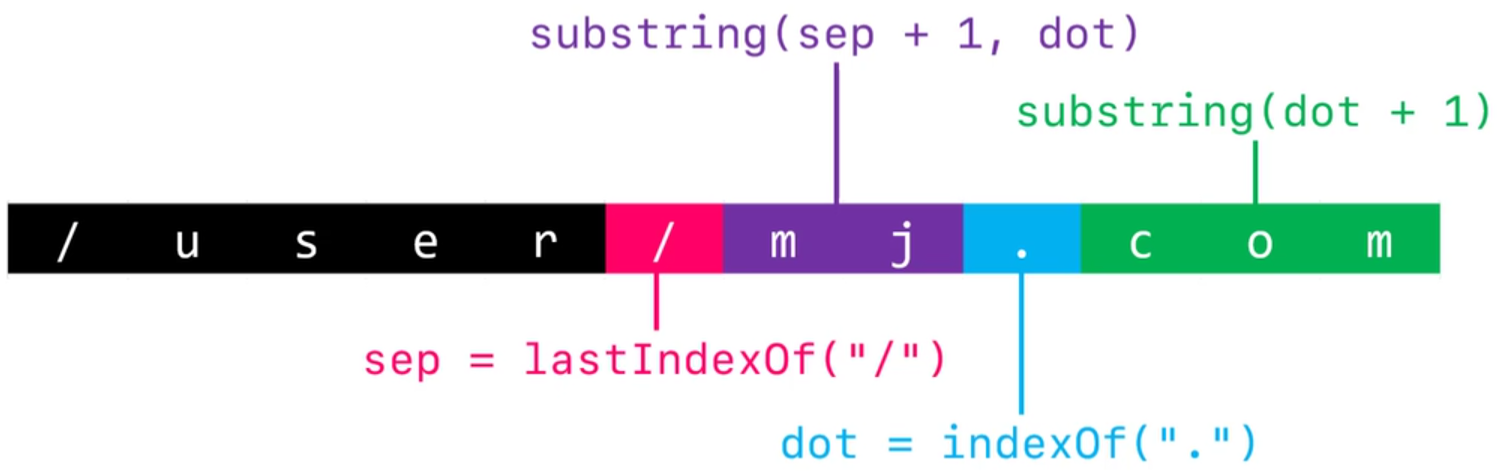 substring(sep + 1, dot)
substring(dot + 1)
/ u s e r / m j . c o m
sep = lastIndexOf("/")
dot = indexOf(".")